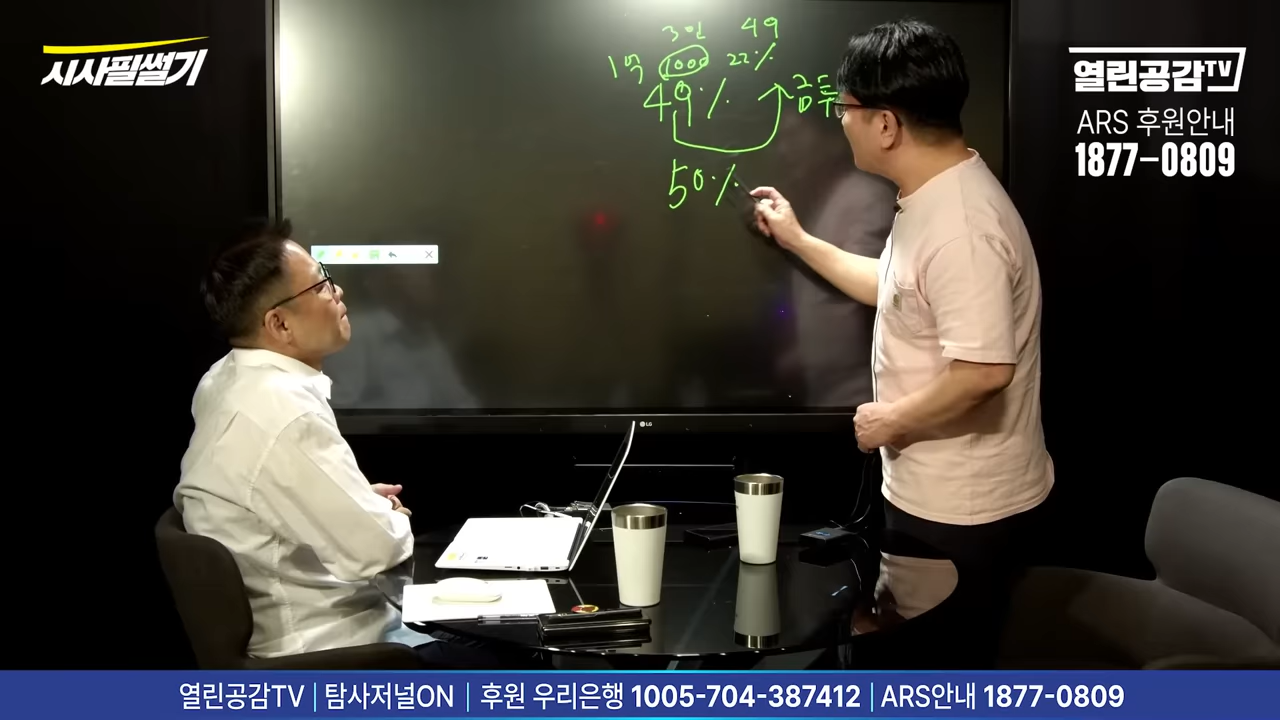 시사필썰기
3인 49
1억 1000 22%
49%
50%
열린공감TV
ARS 후원안내
1877-0809
LG
열린공감TV | 탐사저널ON | 후원 우리은행 1005-704-387412 | ARS안내 1877-0809